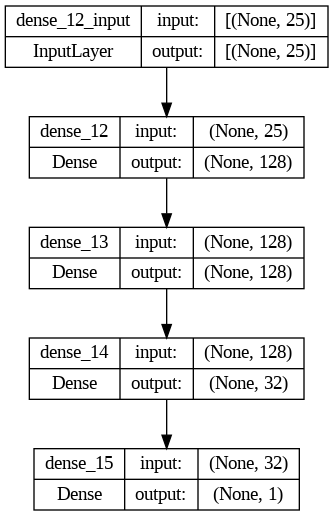 dense_12_input input: [(None, 25)]
InputLayer output: [(None, 25)]
dense_12 input: (None, 25)
Dense output: (None, 128)
dense_13 input: (None, 128)
Dense output: (None, 128)
dense_14 input: (None, 128)
Dense output: (None, 32)
dense_15 input: (None, 32)
Dense output: (None, 1)